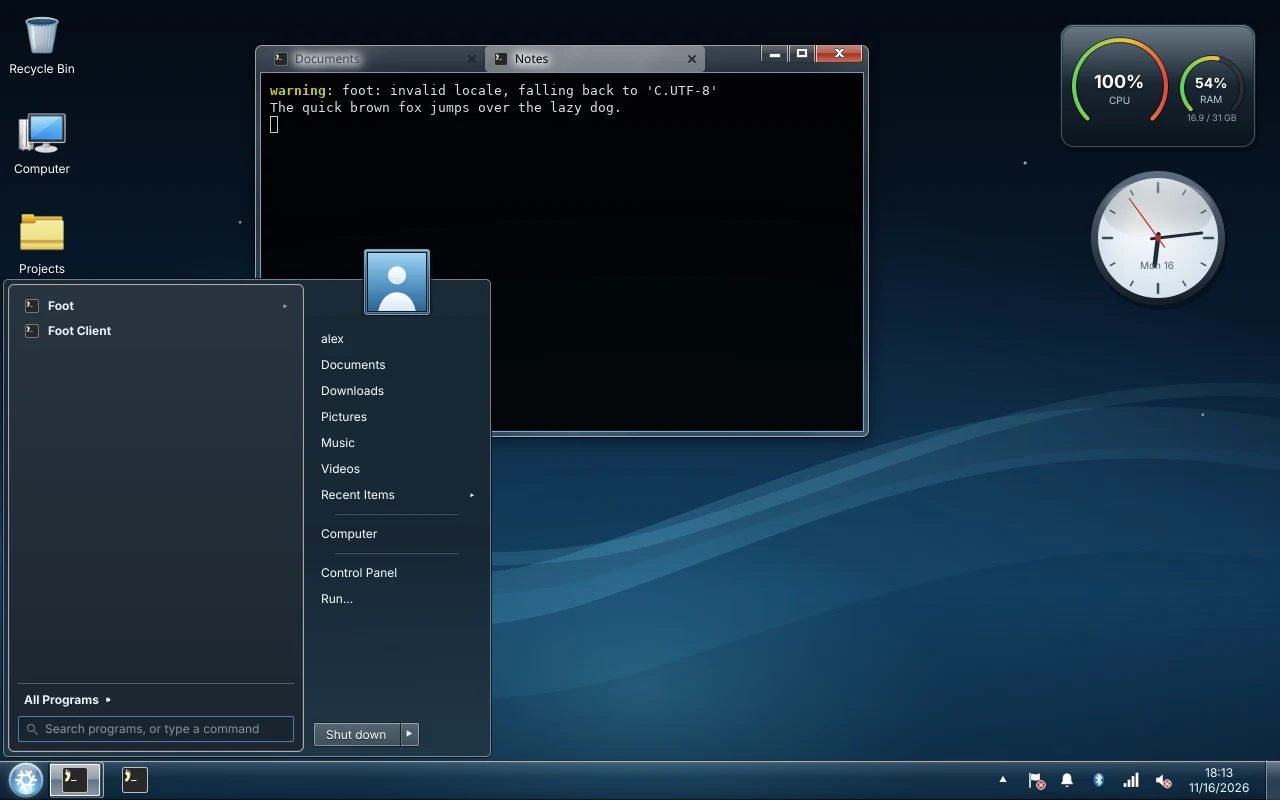 Recycle Bin
Computer
Projects
Documents
Notes
warning: foot: invalid locale, falling back to 'C.UTF-8'
The quick brown fox jumps over the lazy dog.
100%
CPU
54%
RAM
16.9 / 31 GB
Mon 16
Foot
Foot Client
All Programs
Search programs, or type a command
alex
Documents
Downloads
Pictures
Music
Videos
Recent Items
Computer
Control Panel
Run...
Shut down
18:13
11/16/2026